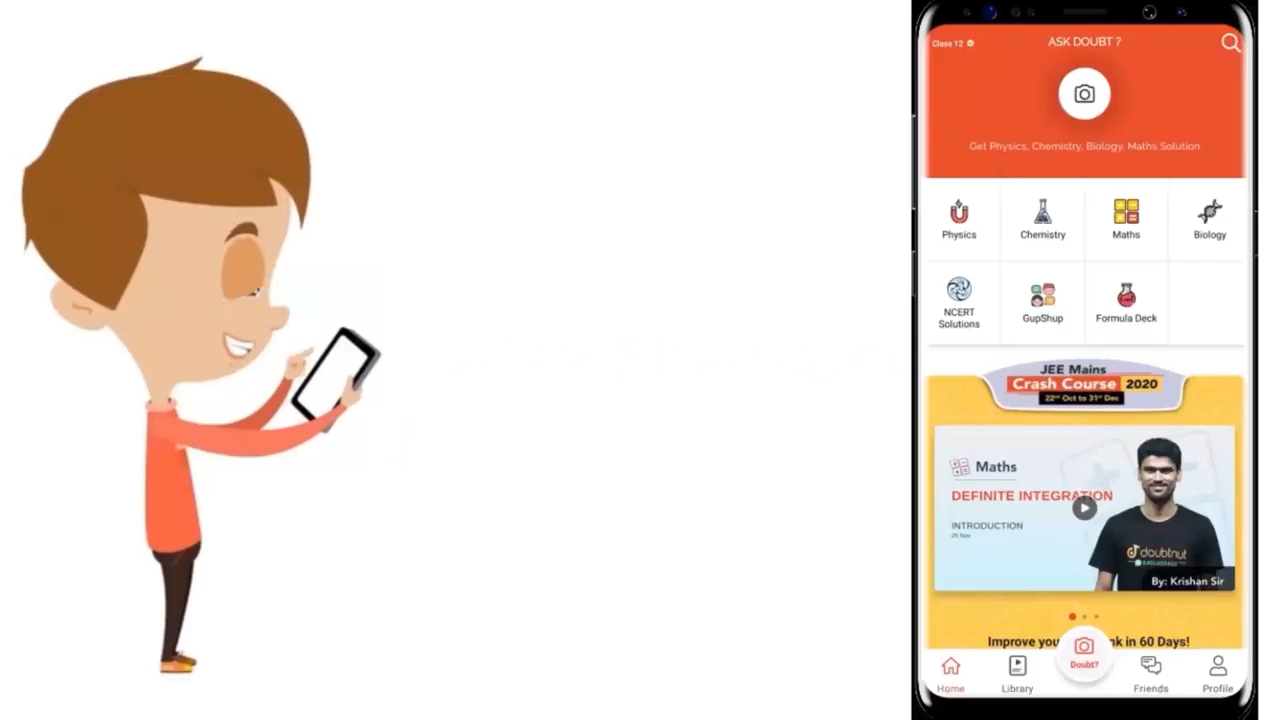 Class 12
ASK DOUBT ?
Get Physics, Chemistry, Biology, Maths Solution
Physics
Chemistry
Maths
Biology
NCERT
Solutions
GupShup
Formula Deck
JEE Mains
Crash Course 2020
22nd Oct to 31st Dec
Maths
DEFINITE INTEGRATION
INTRODUCTION
doubtnut
By: Krishan Sir
Improve you nk in 60 Days!
Doubt?
Home
Library
Friends
Profile